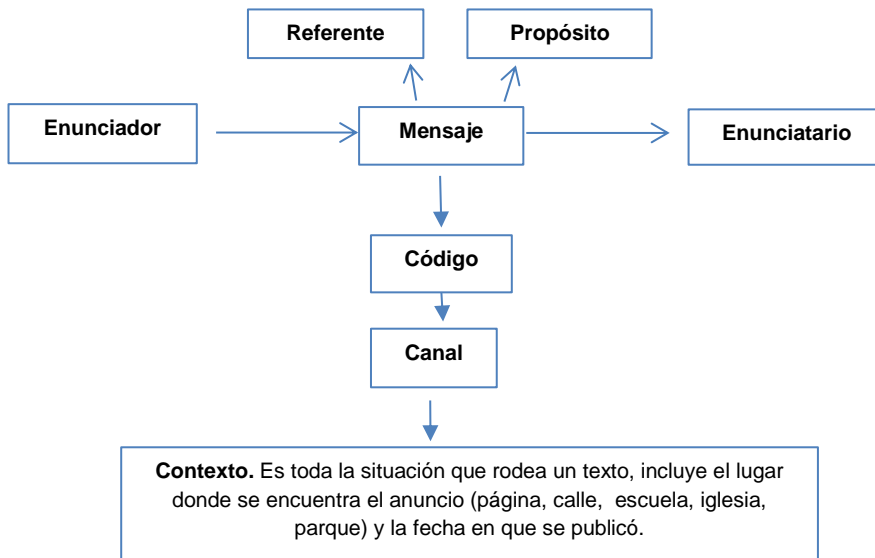 Referente
Propósito
Enunciador
Mensaje
Enunciatario
Código
Canal
Contexto. Es toda la situación que rodea un texto, incluye el lugar
donde se encuentra el anuncio (página, calle, escuela, iglesia,
parque) y la fecha en que se publicó.